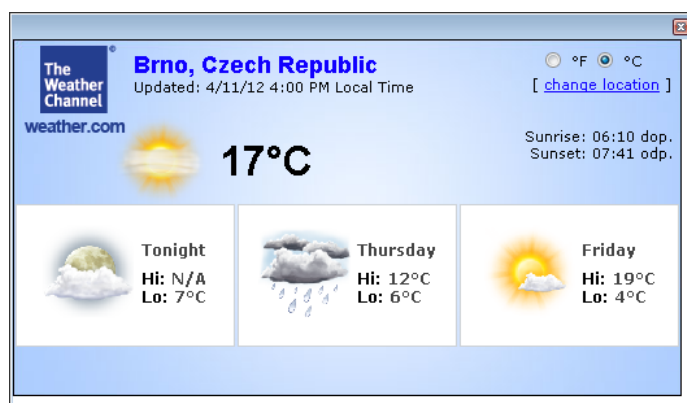 The
Weather
Channel
®
weather.com
Brno, Czech Republic
Updated: 4/11/12 4:00 PM Local Time
°F °C
[ change location ]
17°C
Sunrise: 06:10 dop.
Sunset: 07:41 odp.
Tonight
Hi: N/A
Lo: 7°C
Thursday
Hi: 12°C
Lo: 6°C
Friday
Hi: 19°C
Lo: 4°C